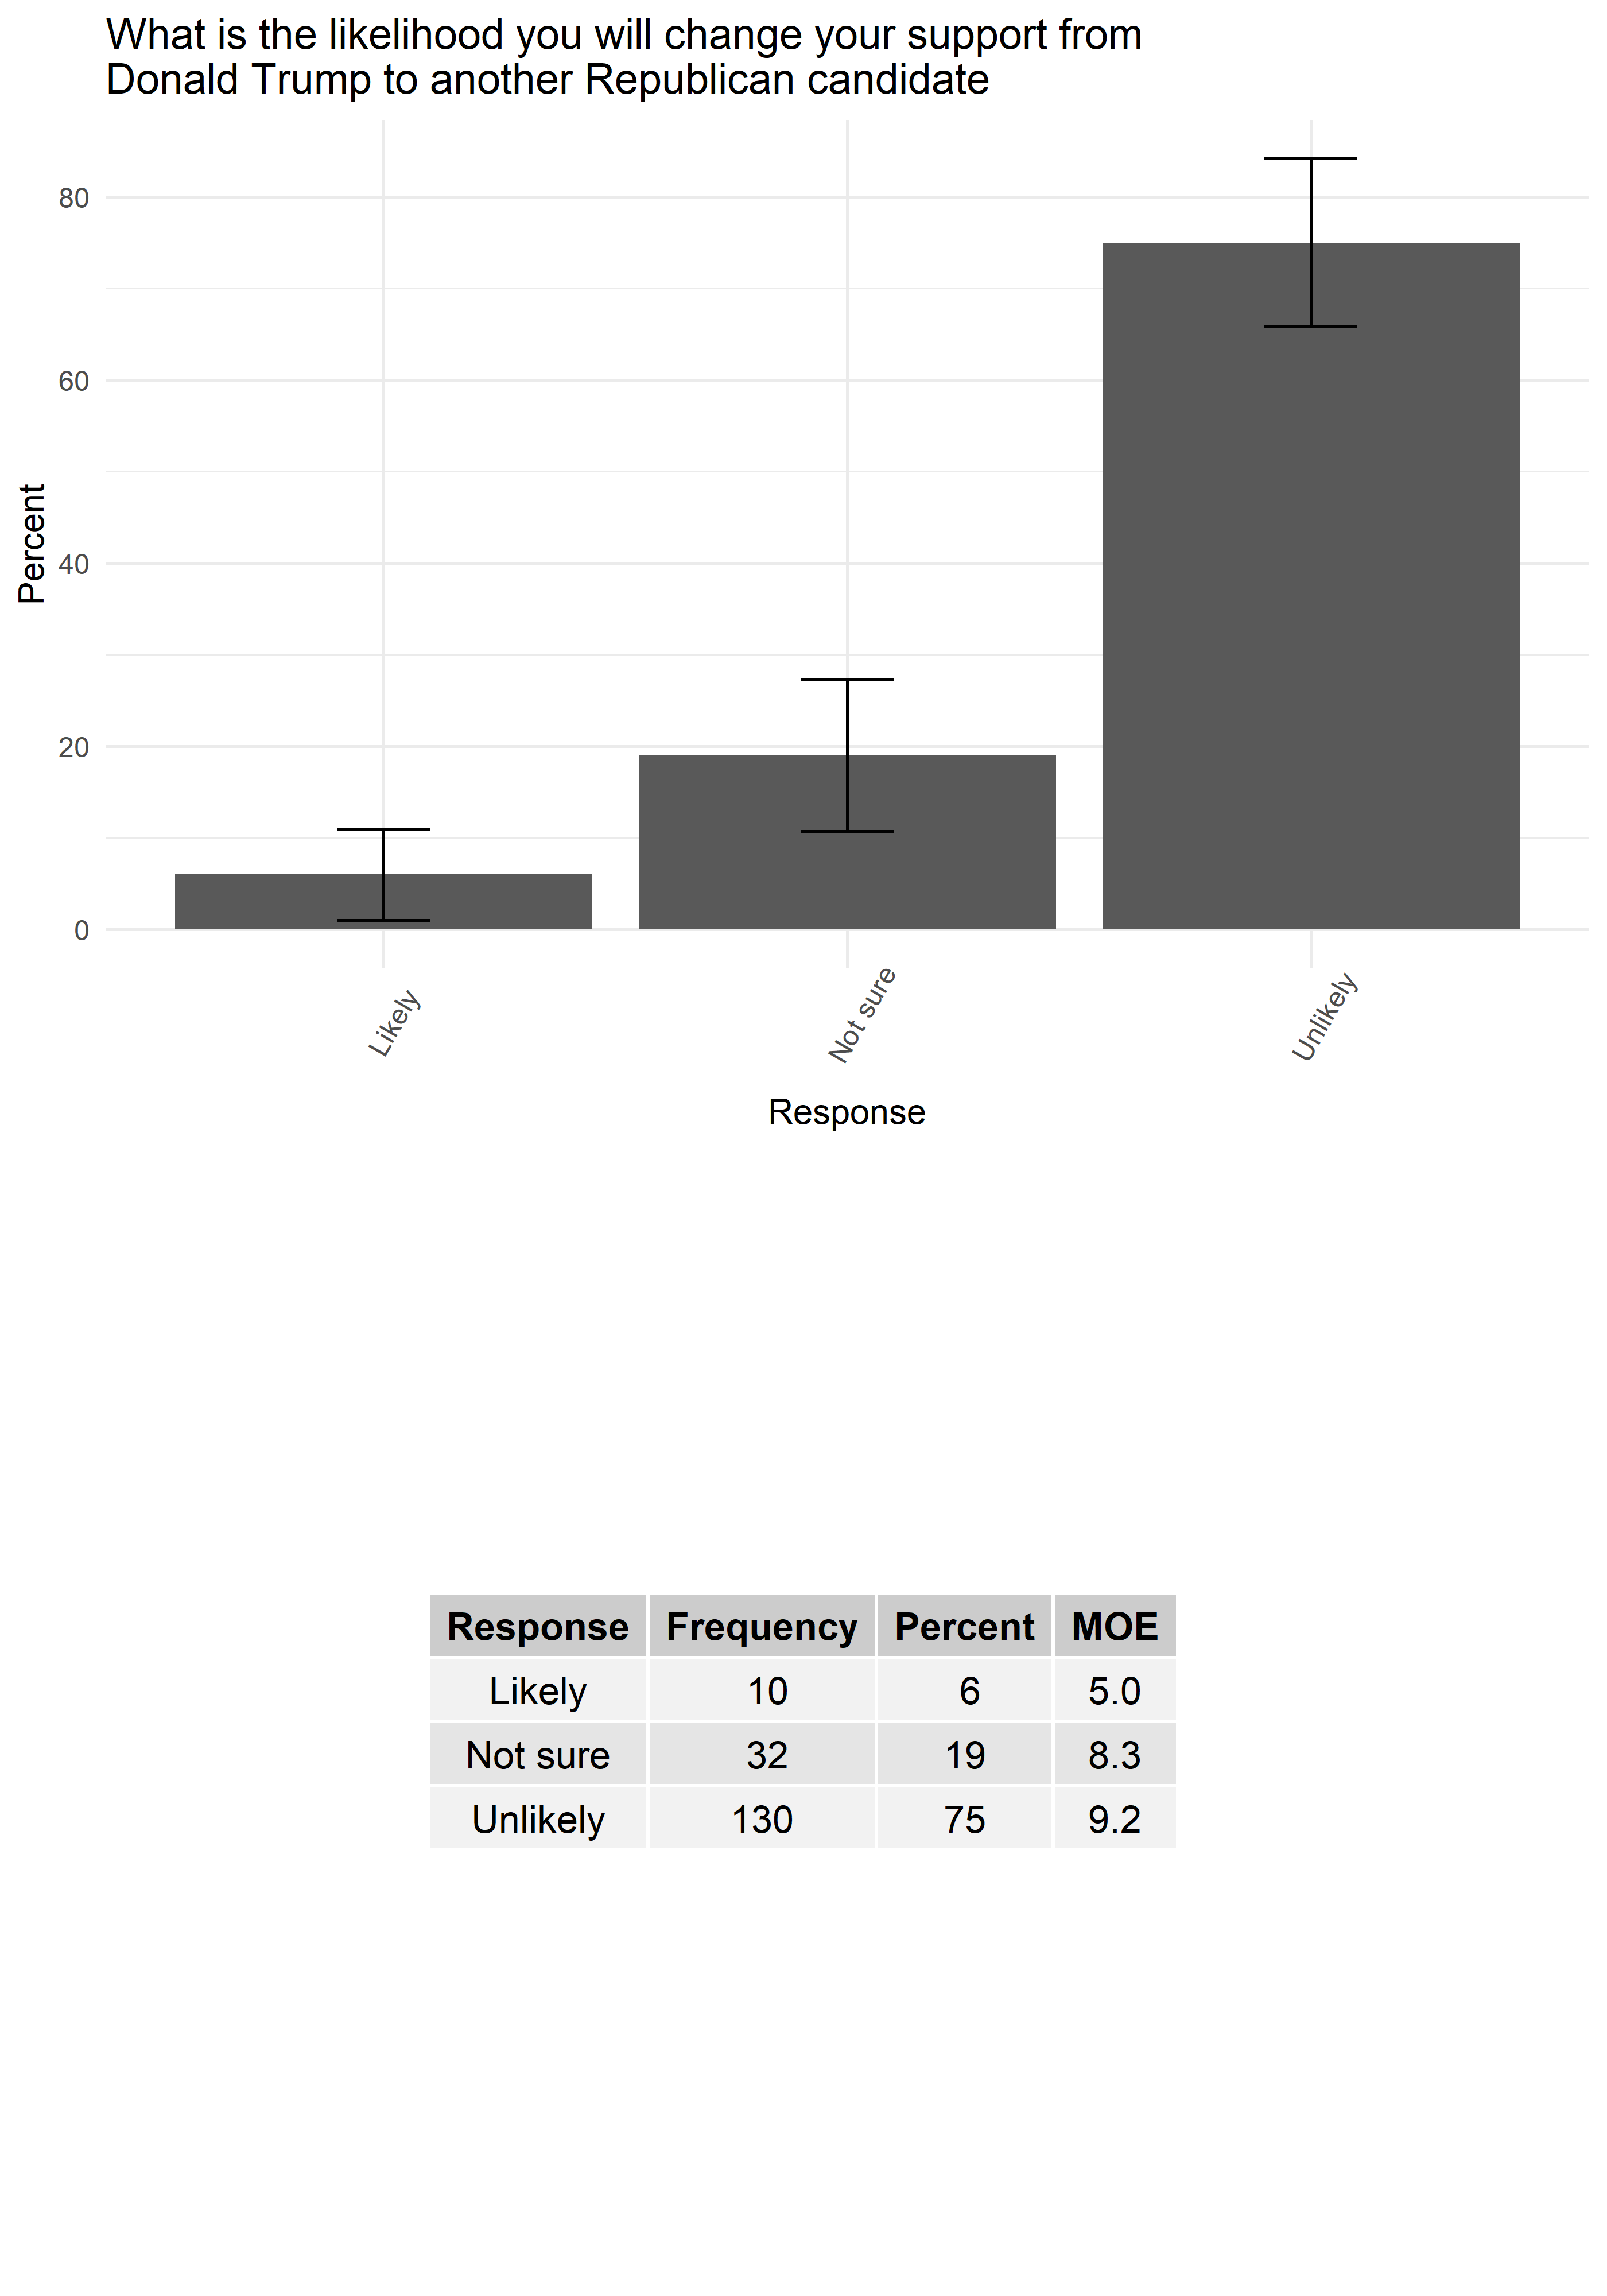 What is the likelihood you will change your support from
Donald Trump to another Republican candidate
80
60
40
20
0
Percent
Likely
Not sure
Unlikely
Response
Response Frequency Percent MOE
Likely 10 6 5.0
Not sure 32 19 8.3
Unlikely 130 75 9.2